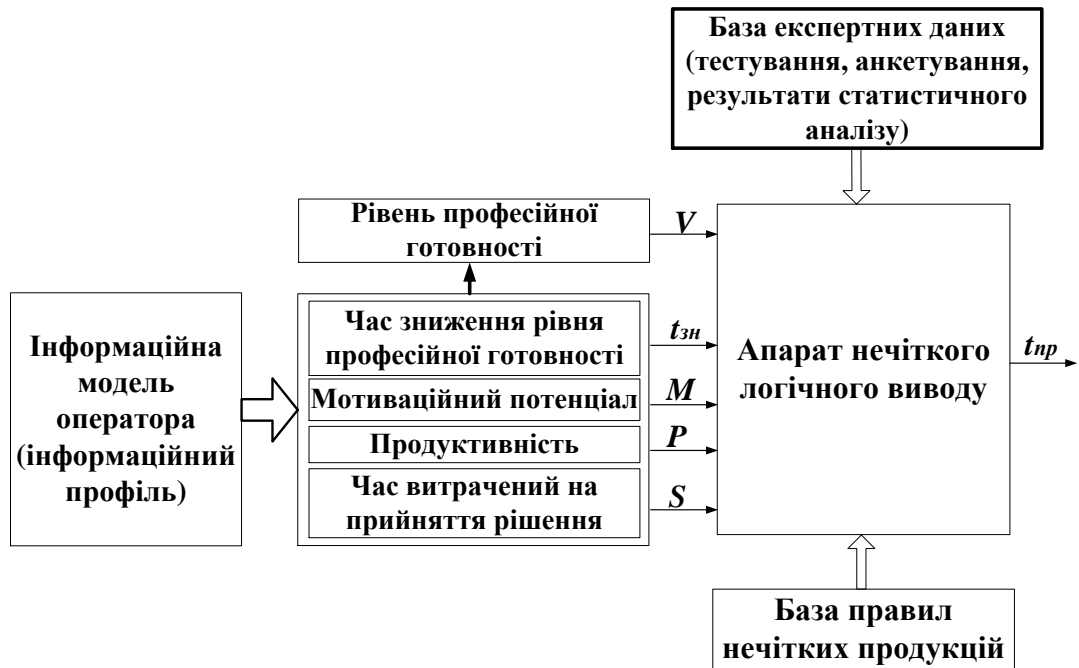 База експертних даних
(тестування, анкетування,
результати статистичного
аналізу)
Рівень професійної
готовності
V
Інформаційна
модель
оператора
(інформаційний
профіль)
Час зниження рівня
професійної готовності
tзн
Мотиваційний потенціал
M
Продуктивність
P
Час витрачений на
прийняття рішення
S
Апарат нечіткого
логічного виводу
tпр
База правил
нечітких продукцій